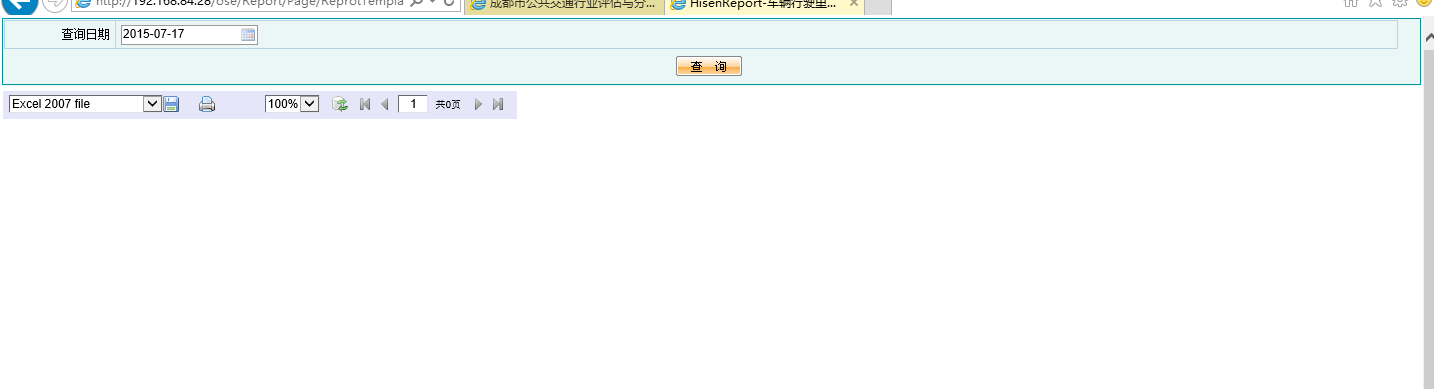 http://192.168.84.28/ose/Report/Page/ReprotTempla
成都市公共交通行业评估与分...
HisenReport-车辆行驶里...
查询日期 2015-07-17
查 询
Excel 2007 file 100% 1 共0页